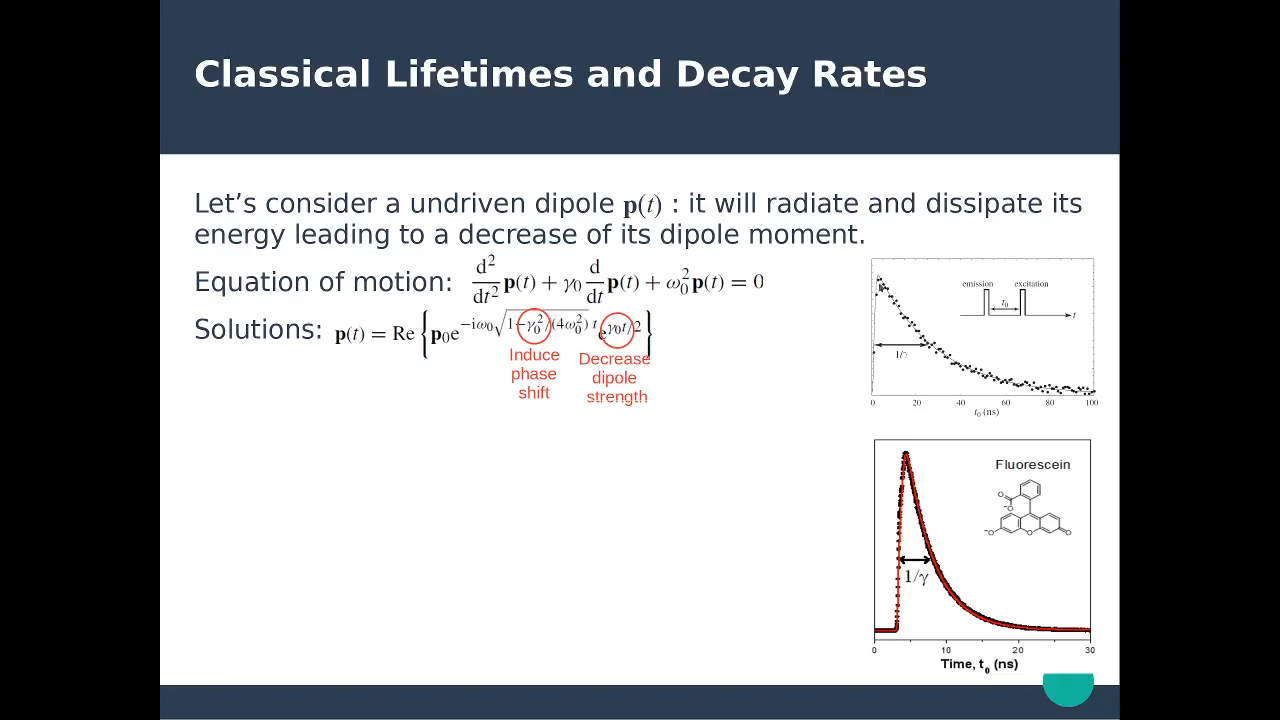 Classical Lifetimes and Decay Rates
Let's consider a undriven dipole p(t) : it will radiate and dissipate its
energy leading to a decrease of its dipole moment.
Equation of motion: d²/dt² p(t) + γ₀ d/dt p(t) + ω₀² p(t) = 0
Solutions: p(t) = Re { p₀e^(−iω₀√(1−γ₀²/(4ω₀²) t) e^(γ₀t/2) }
Induce
phase
shift
Decrease
dipole
strength
emission excitation
t₀
t
1/γ
0 20 40 60 80 100
t₀ (ns)
Fluorescein
O
⁻O
⁻O
O
O
1/γ
0 10 20 30
Time, t₀ (ns)